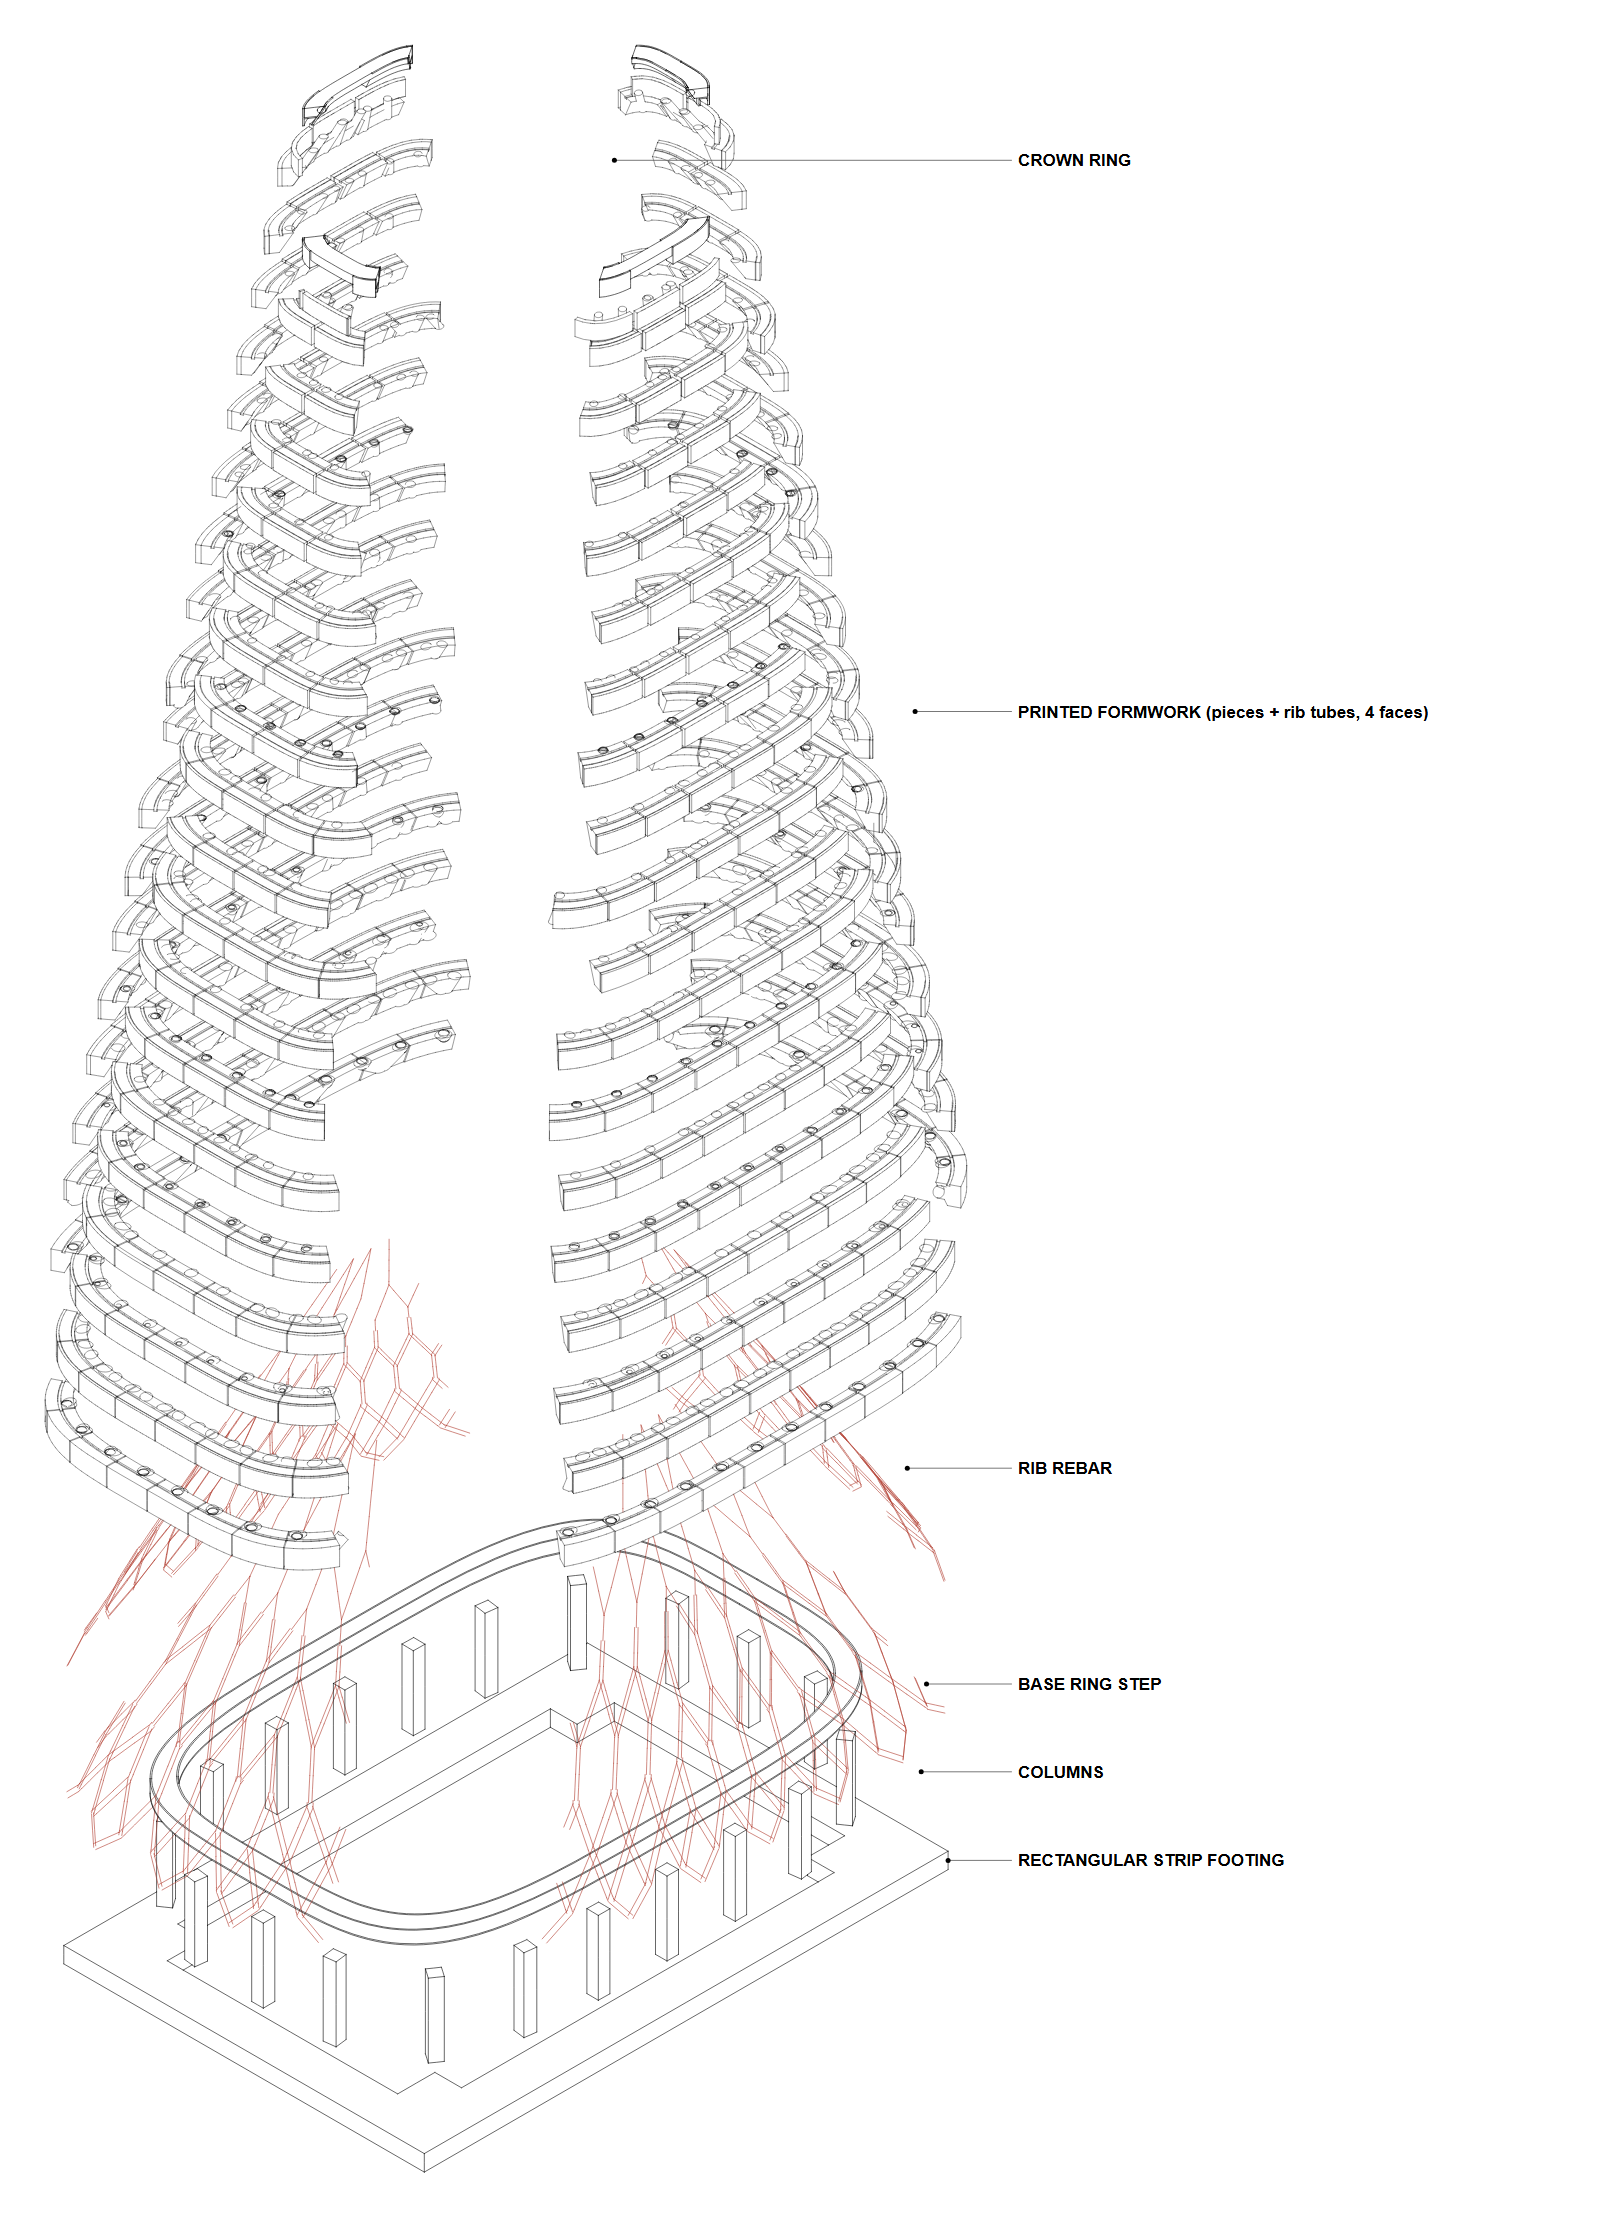 CROWN RING
PRINTED FORMWORK (pieces + rib tubes, 4 faces)
RIB REBAR
BASE RING STEP
COLUMNS
RECTANGULAR STRIP FOOTING